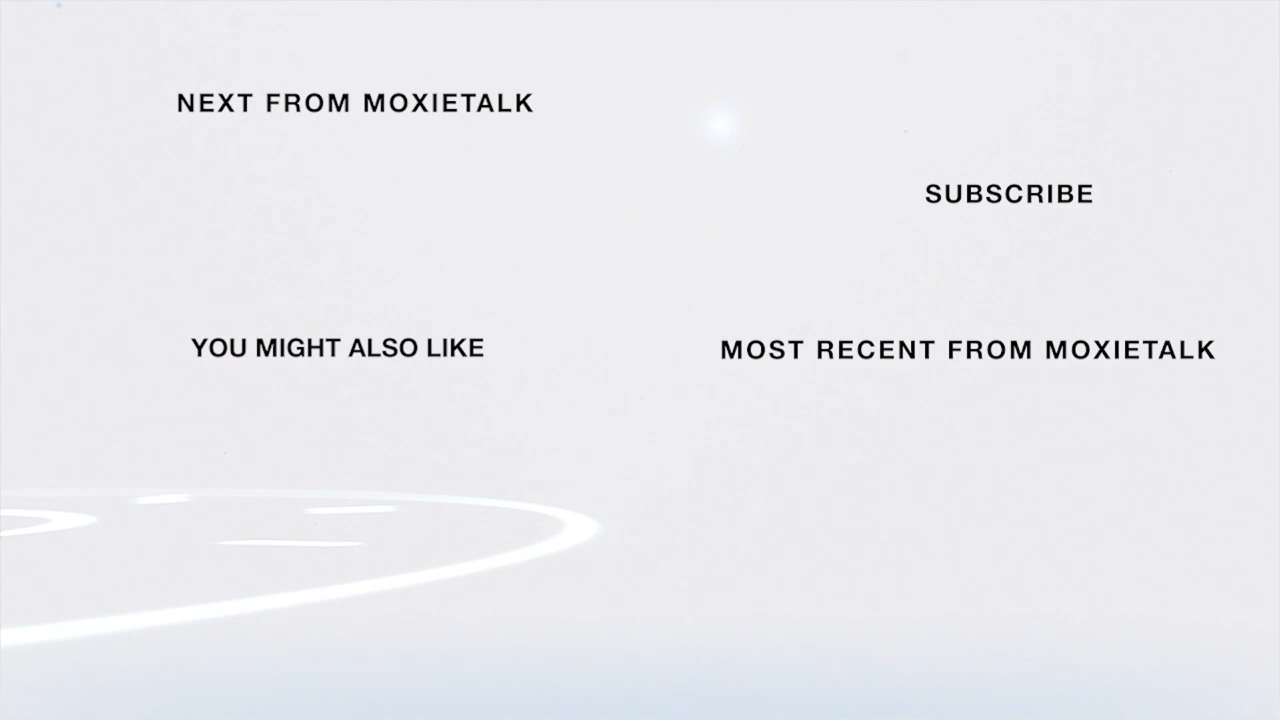 NEXT FROM MOXIETALK
SUBSCRIBE
YOU MIGHT ALSO LIKE
MOST RECENT FROM MOXIETALK